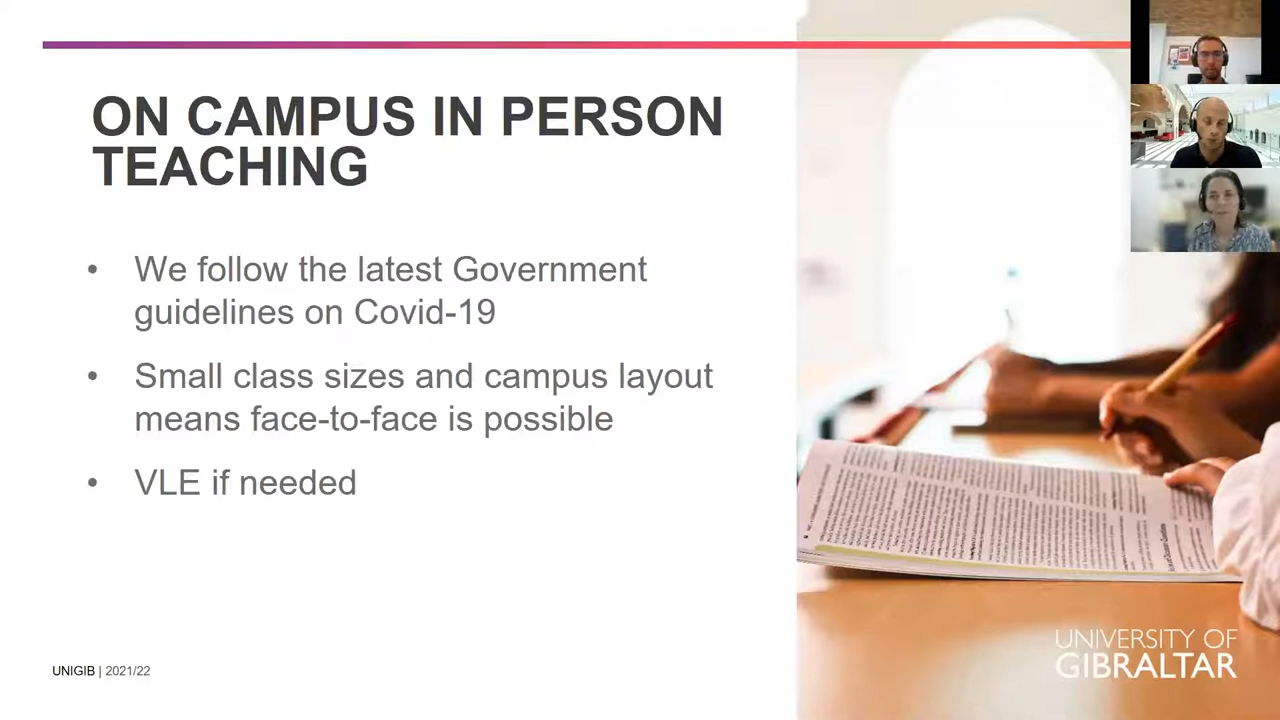 ON CAMPUS IN PERSON
TEACHING
• We follow the latest Government
guidelines on Covid-19
• Small class sizes and campus layout
means face-to-face is possible
• VLE if needed
UNIGIB | 2021/22
UNIVERSITY OF
GIBRALTAR